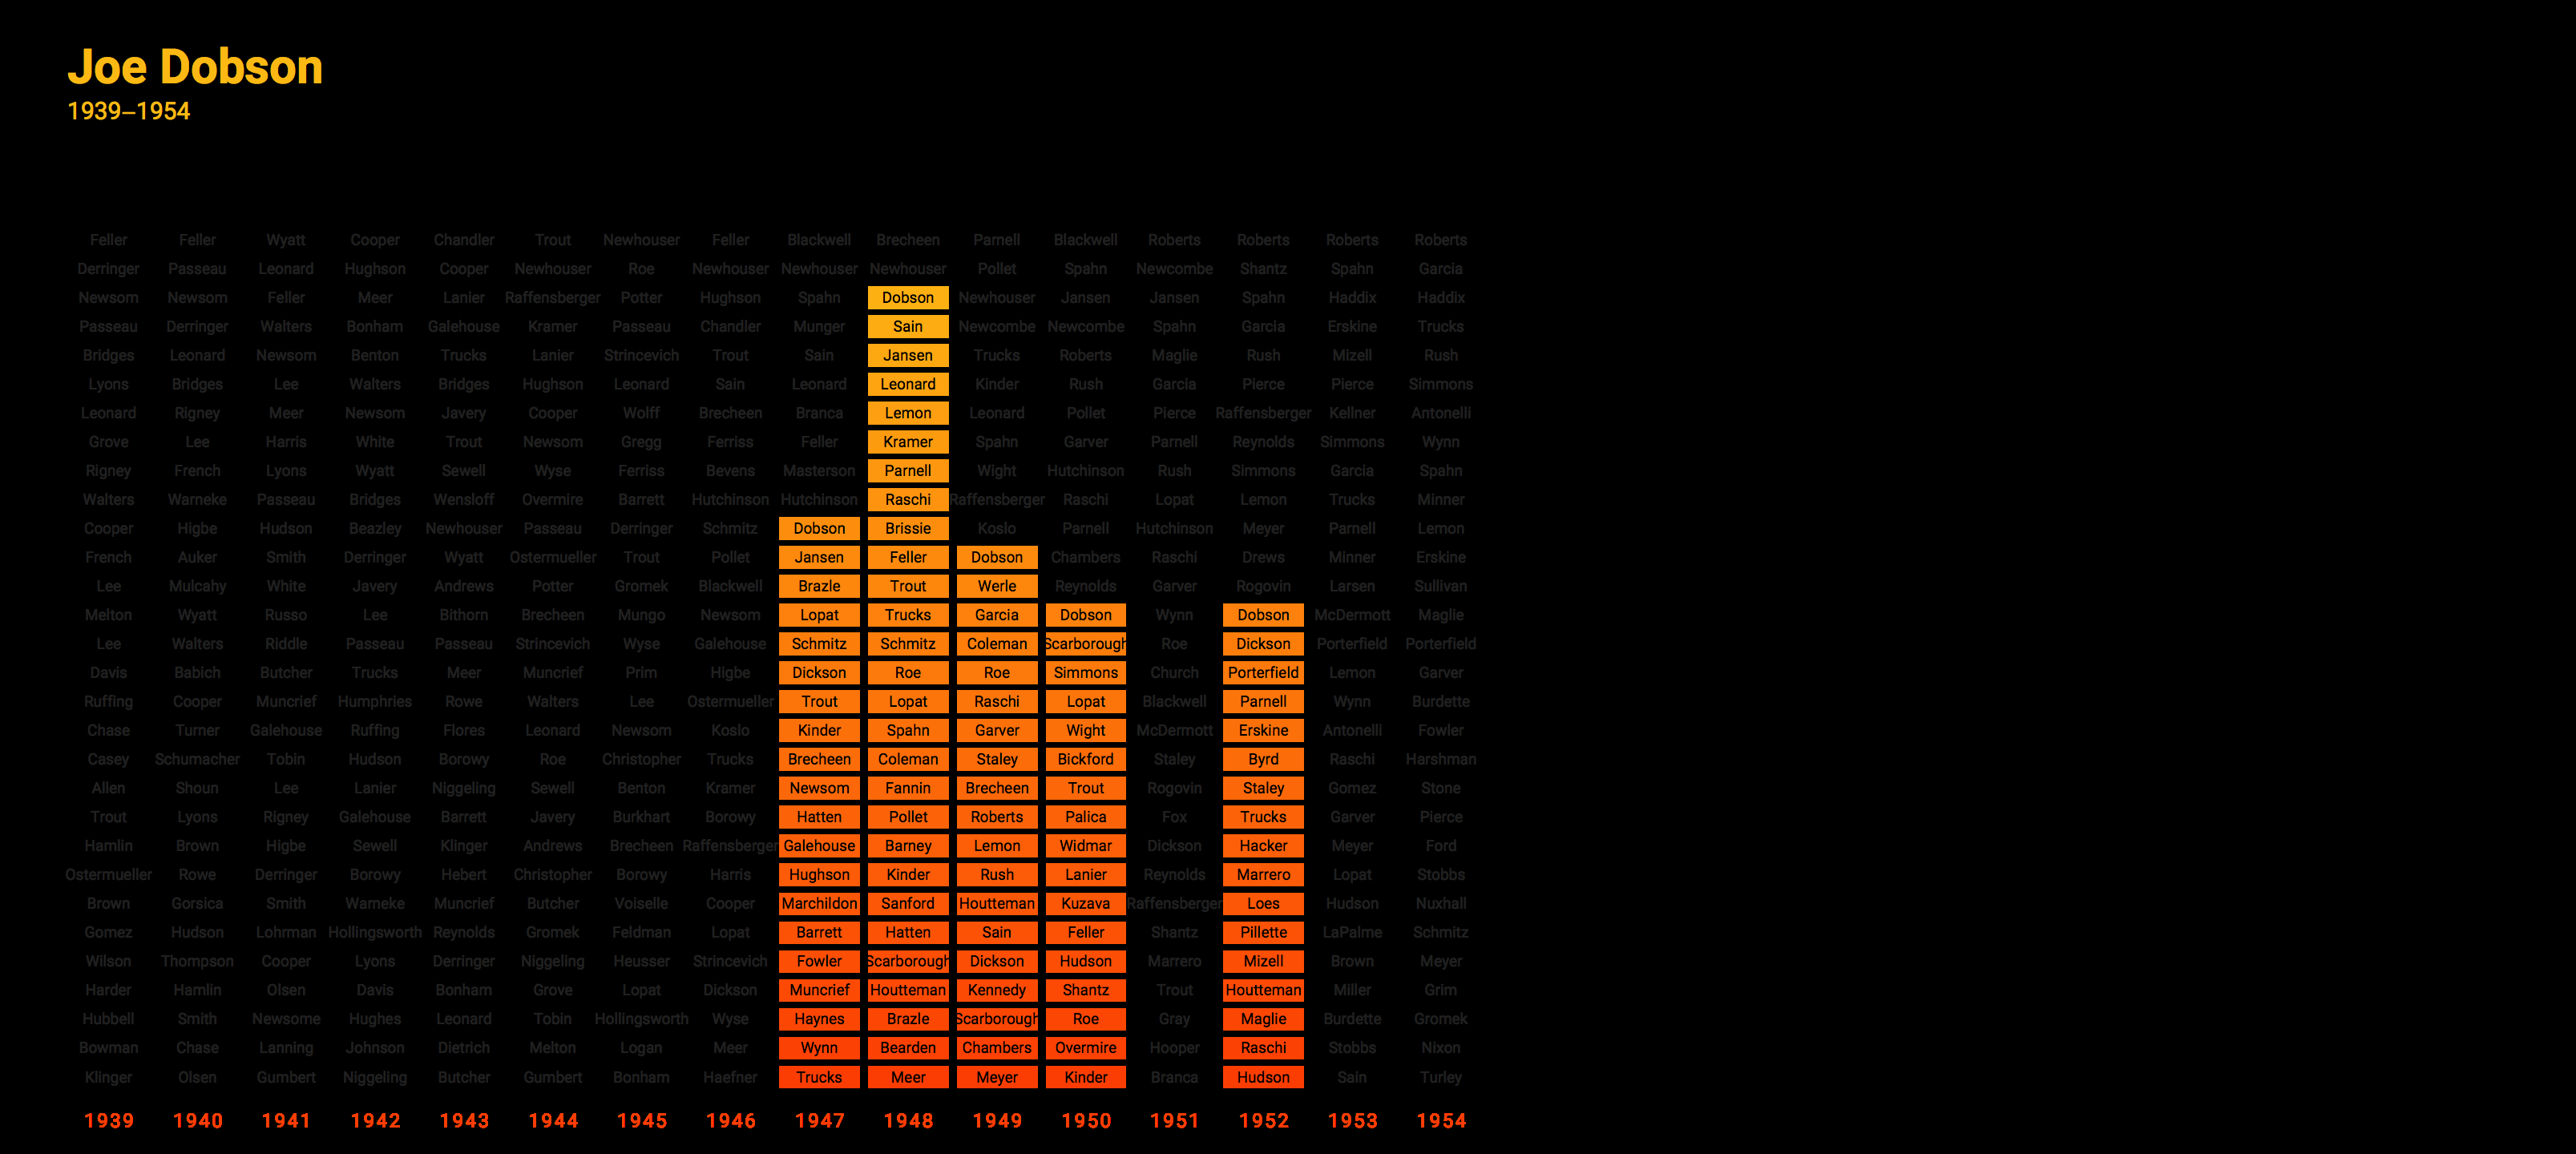 Joe Dobson
1939–1954
Feller Feller Wyatt Cooper Chandler Trout Newhouser Feller Blackwell Brecheen Parnell Blackwell Roberts Roberts Roberts Roberts
Derringer Passeau Leonard Hughson Cooper Newhouser Roe Newhouser Newhouser Newhouser Pollet Spahn Newcombe Shantz Spahn Garcia
Newsom Newsom Feller Meer Lanier Raffensberger Potter Hughson Spahn Dobson Newhouser Jansen Jansen Spahn Haddix Haddix
Passeau Derringer Walters Bonham Galehouse Kramer Passeau Chandler Munger Sain Newcombe Newcombe Spahn Garcia Erskine Trucks
Bridges Leonard Newsom Benton Trucks Lanier Strincevich Trout Sain Jansen Trucks Roberts Maglie Rush Mizell Rush
Lyons Bridges Lee Walters Bridges Hughson Leonard Sain Leonard Leonard Kinder Rush Garcia Pierce Pierce Simmons
Leonard Rigney Meer Newsom Javery Cooper Wolff Brecheen Branca Lemon Leonard Pollet Pierce Raffensberger Kellner Antonelli
Grove Lee Harris White Trout Newsom Gregg Ferriss Feller Kramer Spahn Garver Parnell Reynolds Simmons Wynn
Rigney French Lyons Wyatt Sewell Wyse Ferriss Bevens Masterson Parnell Wight Hutchinson Rush Simmons Garcia Spahn
Walters Warneke Passeau Bridges Wensloff Overmire Barrett Hutchinson Hutchinson Raschi Raffensberger Raschi Lopat Lemon Trucks Minner
Cooper Higbe Hudson Beazley Newhouser Passeau Derringer Schmitz Dobson Brissie Koslo Parnell Hutchinson Meyer Parnell Lemon
French Auker Smith Derringer Wyatt Ostermueller Trout Pollet Jansen Feller Dobson Chambers Raschi Drews Minner Erskine
Lee Mulcahy White Javery Andrews Potter Gromek Blackwell Brazle Trout Werle Reynolds Garver Rogovin Larsen Sullivan
Melton Wyatt Russo Lee Bithorn Brecheen Mungo Newsom Lopat Trucks Garcia Dobson Wynn Dobson McDermott Maglie
Lee Walters Riddle Passeau Passeau Strincevich Wyse Galehouse Schmitz Schmitz Coleman Scarborough Roe Dickson Porterfield Porterfield
Davis Babich Butcher Trucks Meer Muncrief Prim Higbe Dickson Roe Roe Simmons Church Porterfield Lemon Garver
Ruffing Cooper Muncrief Humphries Rowe Walters Lee Ostermueller Trout Lopat Raschi Lopat Blackwell Parnell Wynn Burdette
Chase Turner Galehouse Ruffing Flores Leonard Newsom Koslo Kinder Spahn Garver Wight McDermott Erskine Antonelli Fowler
Casey Schumacher Tobin Hudson Borowy Roe Christopher Trucks Brecheen Coleman Staley Bickford Staley Byrd Raschi Harshman
Allen Shoun Lee Lanier Niggeling Sewell Benton Kramer Newsom Fannin Brecheen Trout Rogovin Staley Gomez Stone
Trout Lyons Rigney Galehouse Barrett Javery Burkhart Borowy Hatten Pollet Roberts Palica Fox Trucks Garver Pierce
Hamlin Brown Higbe Sewell Klinger Andrews Brecheen Raffensberger Galehouse Barney Lemon Widmar Dickson Hacker Meyer Ford
Ostermueller Rowe Derringer Borowy Hebert Christopher Borowy Harris Hughson Kinder Rush Lanier Reynolds Marrero Lopat Stobbs
Brown Gorsica Smith Warneke Muncrief Butcher Voiselle Cooper Marchildon Sanford Houtteman Kuzava Raffensberger Loes Hudson Nuxhall
Gomez Hudson Lohrman Hollingsworth Reynolds Gromek Feldman Lopat Barrett Hatten Sain Feller Shantz Pillette LaPalme Schmitz
Wilson Thompson Cooper Lyons Derringer Niggeling Heusser Strincevich Fowler Scarborough Dickson Hudson Marrero Mizell Brown Meyer
Harder Hamlin Olsen Davis Bonham Grove Lopat Dickson Muncrief Houtteman Kennedy Shantz Trout Houtteman Miller Grim
Hubbell Smith Newsome Hughes Leonard Tobin Hollingsworth Wyse Haynes Brazle Scarborough Roe Gray Maglie Burdette Gromek
Bowman Chase Lanning Johnson Dietrich Melton Logan Meer Wynn Bearden Chambers Overmire Hooper Raschi Stobbs Nixon
Klinger Olsen Gumbert Niggeling Butcher Gumbert Bonham Haefner Trucks Meer Meyer Kinder Branca Hudson Sain Turley
1939 1940 1941 1942 1943 1944 1945 1946 1947 1948 1949 1950 1951 1952 1953 1954